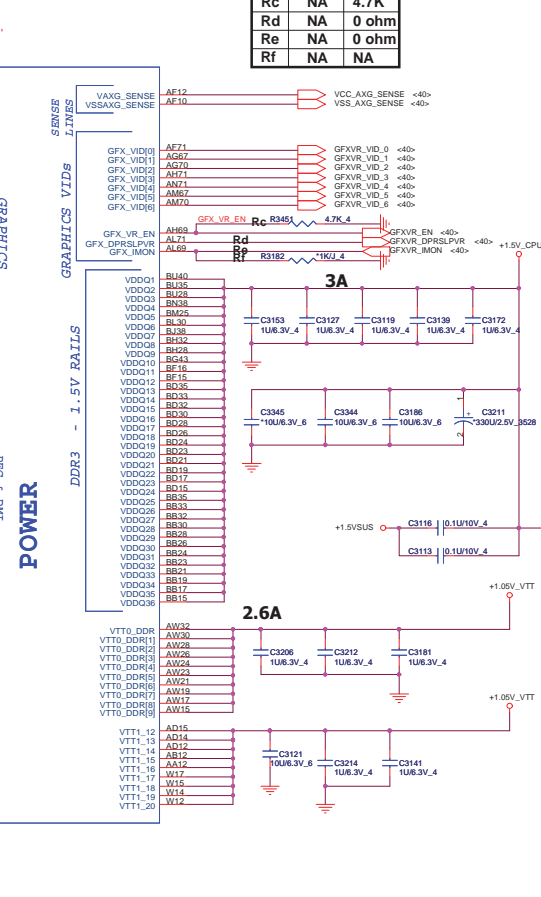 Rc NA 4.7K
Rd NA 0 ohm
Re NA 0 ohm
Rf NA NA
SENSE LINES
VAXG_SENSE AF12 VCC_AXG_SENSE <40>
VSSAXG_SENSE AF10 VSS_AXG_SENSE <40>
GRAPHICS
GRAPHICS VIDs
GFX_VID[0] AF71 GFXVR_VID_0 <40>
GFX_VID[1] AG67 GFXVR_VID_1 <40>
GFX_VID[2] AG70 GFXVR_VID_2 <40>
GFX_VID[3] AH71 GFXVR_VID_3 <40>
GFX_VID[4] AN71 GFXVR_VID_4 <40>
GFX_VID[5] AM67 GFXVR_VID_5 <40>
GFX_VID[6] AM70 GFXVR_VID_6 <40>
GFX_VR_EN Rc R3451 4.7K_4
GFX_VR_EN AH69 GFXVR_EN <40>
GFX_DPRSLPVR AL71 Rd GFXVR_DPRSLPVR <40>
GFX_IMON AL69 Re GFXVR_IMON <40>
Rf R3182 *1K/J_4
+1.5V_CPU
DDR3 - 1.5V RAILS
3A
VDDQ1 BU40
VDDQ2 BU35
VDDQ3 BU28
VDDQ4 BN38
VDDQ5 BM25
VDDQ6 BL30
VDDQ7 BJ38
VDDQ8 BH32
VDDQ9 BH28
VDDQ10 BG43
VDDQ11 BF16
VDDQ12 BF15
VDDQ13 BD35
VDDQ14 BD33
VDDQ15 BD32
VDDQ16 BD30
VDDQ17 BD28
VDDQ18 BD26
VDDQ19 BD24
VDDQ20 BD23
VDDQ21 BD21
VDDQ22 BD19
VDDQ23 BD17
VDDQ24 BD15
VDDQ25 BB35
VDDQ26 BB33
VDDQ27 BB32
VDDQ28 BB30
VDDQ29 BB28
VDDQ30 BB26
VDDQ31 BB24
VDDQ32 BB23
VDDQ33 BB21
VDDQ34 BB19
VDDQ35 BB17
VDDQ36 BB15
C3153 C3127 C3119 C3139 C3172
1U/6.3V_4 1U/6.3V_4 1U/6.3V_4 1U/6.3V_4 1U/6.3V_4
C3345 C3344 C3186 1 + C3211 2
*10U/6.3V_6 10U/6.3V_6 10U/6.3V_6 *330U/2.5V_3528
+1.5VSUS C3116 0.1U/10V_4
C3113 0.1U/10V_4
POWER
+1.05V_VTT
2.6A
VTT0_DDR AW32
VTT0_DDR[1] AW30
VTT0_DDR[2] AW28
VTT0_DDR[3] AW26
VTT0_DDR[4] AW24
VTT0_DDR[5] AW23
VTT0_DDR[6] AW21
VTT0_DDR[7] AW19
VTT0_DDR[8] AW17
VTT0_DDR[9] AW15
C3206 C3212 C3181
1U/6.3V_4 1U/6.3V_4 1U/6.3V_4
+1.05V_VTT
VTT1_12 AD15
VTT1_13 AD14
VTT1_14 AD12
VTT1_15 AB12
VTT1_16 AA12
VTT1_17 W17
VTT1_18 W15
VTT1_19 W14
VTT1_20 W12
C3121 C3214 C3141
10U/6.3V_6 1U/6.3V_4 1U/6.3V_4